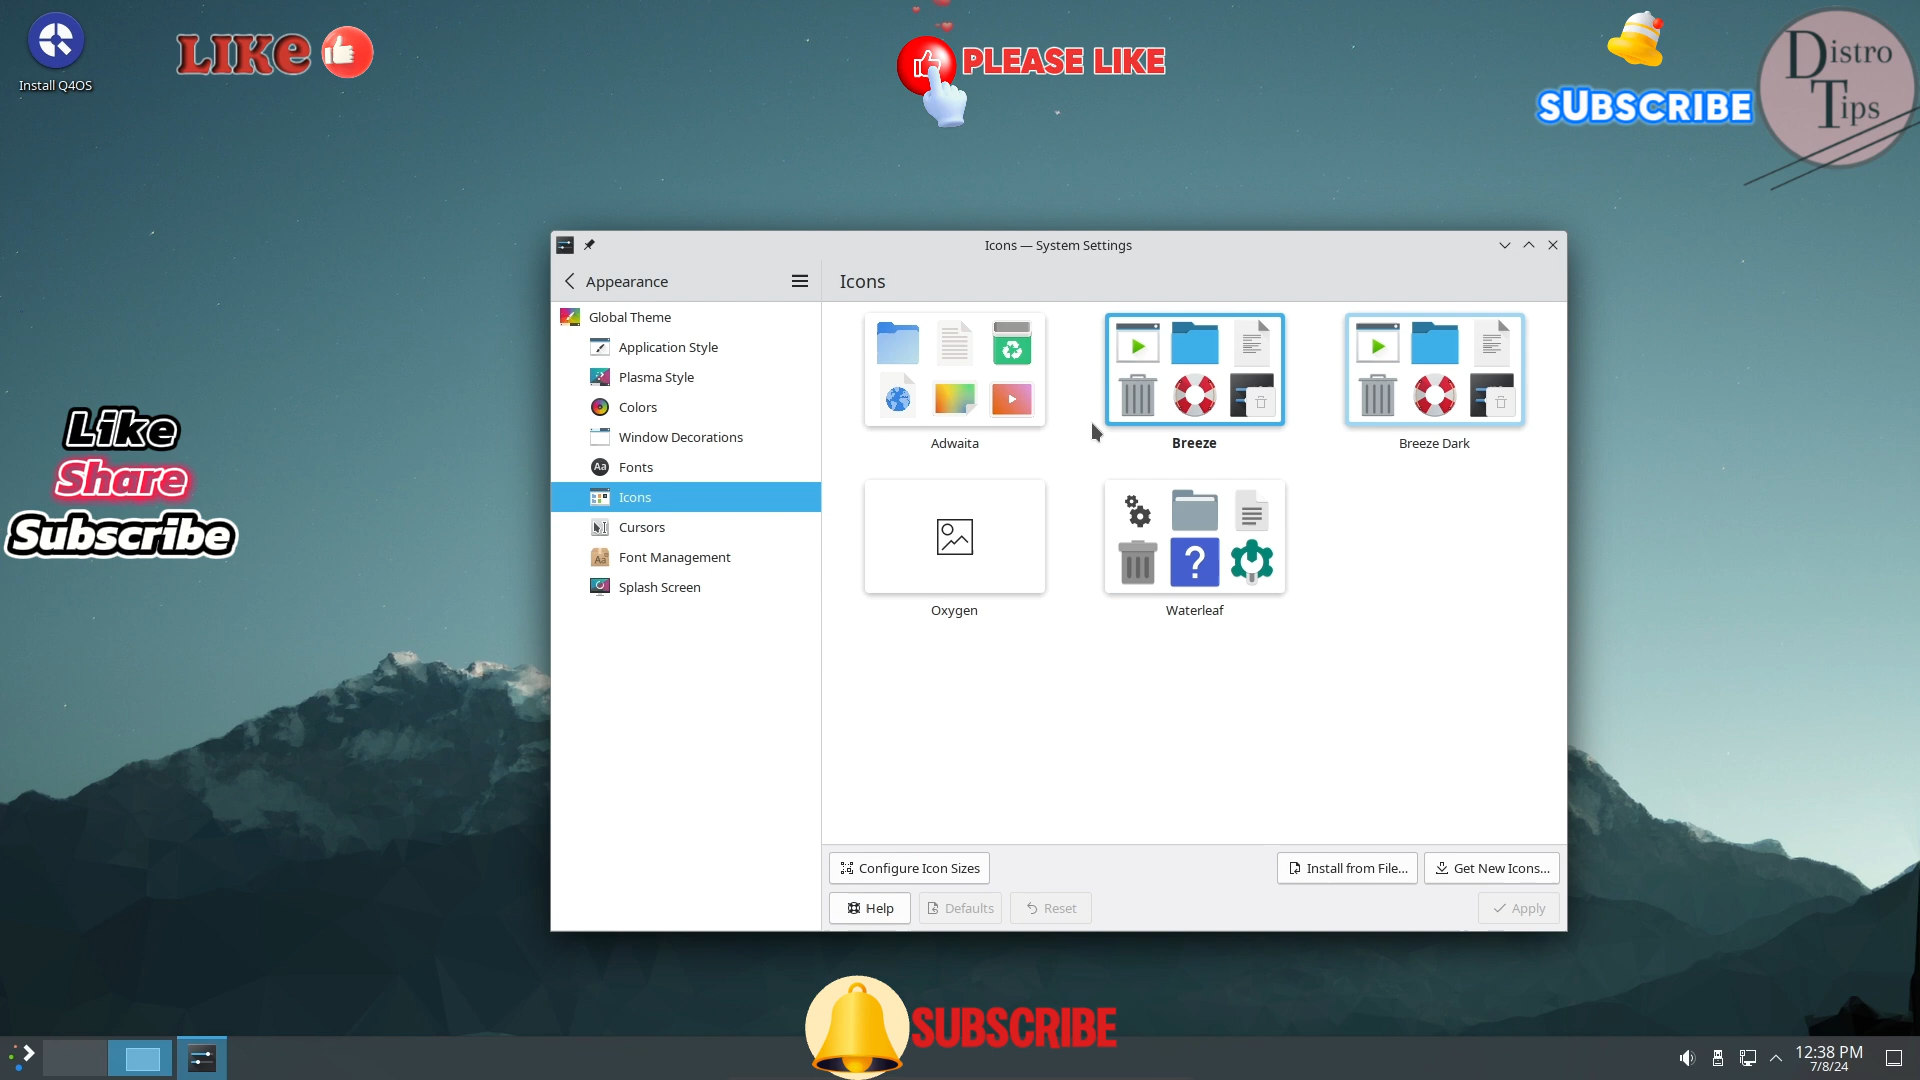 Install Q4OS
LIKe
PLEASE LIKE
SUBSCRIBE
Distro
Tips
Icons — System Settings
Appearance
Icons
Global Theme
Application Style
Plasma Style
Colors
Window Decorations
Aa
Fonts
Icons
Cursors
Aa
Font Management
Splash Screen
Adwaita
Breeze
Breeze Dark
?
Oxygen
Waterleaf
Like
Share
Subscribe
Configure Icon Sizes
Install from File...
Get New Icons...
Help
Defaults
Reset
Apply
SUBSCRIBE
12:38 PM
7/8/24